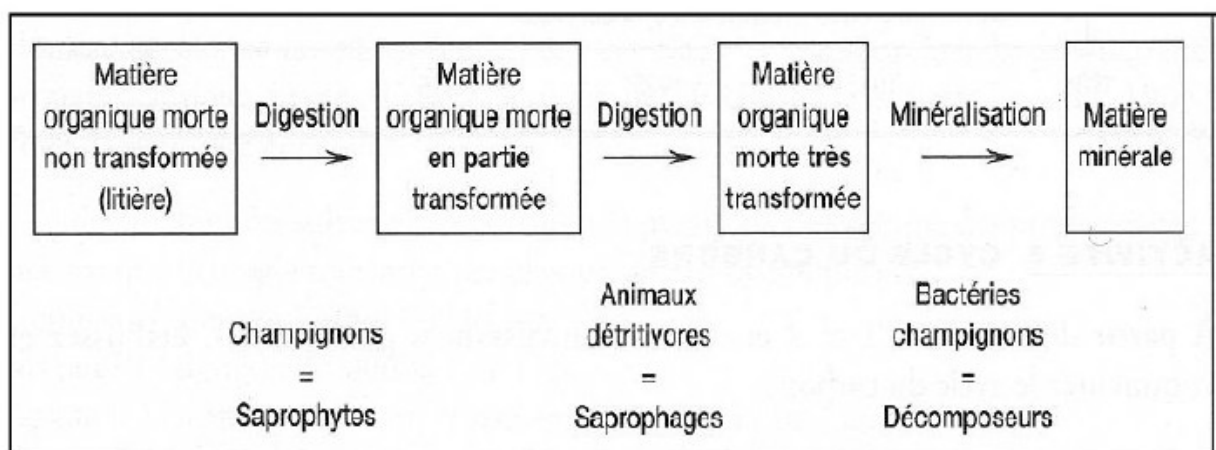 Matière
organique morte
non transformée
(litière)
Digestion
Matière
organique morte
en partie
transformée
Digestion
Matière
organique
morte très
transformée
Minéralisation
Matière
minérale
Champignons
=
Saprophytes
Animaux
détritivores
=
Saprophages
Bactéries
champignons
=
Décomposeurs